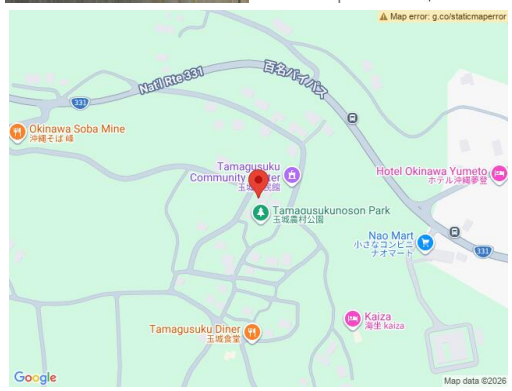 Map error: g.co/staticmaperror
Nat'l Rte 331
百名バイパス
331
Okinawa Soba Mine
沖縄そば 峰
Tamagusuku
Community
Hotel Okinawa Yumeto
ホテル沖縄夢登
Tamagusukunoson Park
玉城農村公園
Nao Mart
小さなコンビニ
ナオマート
331
Kaiza
海坐 kaiza
Tamagusuku Diner
玉城食堂
Google
Map data ©2026